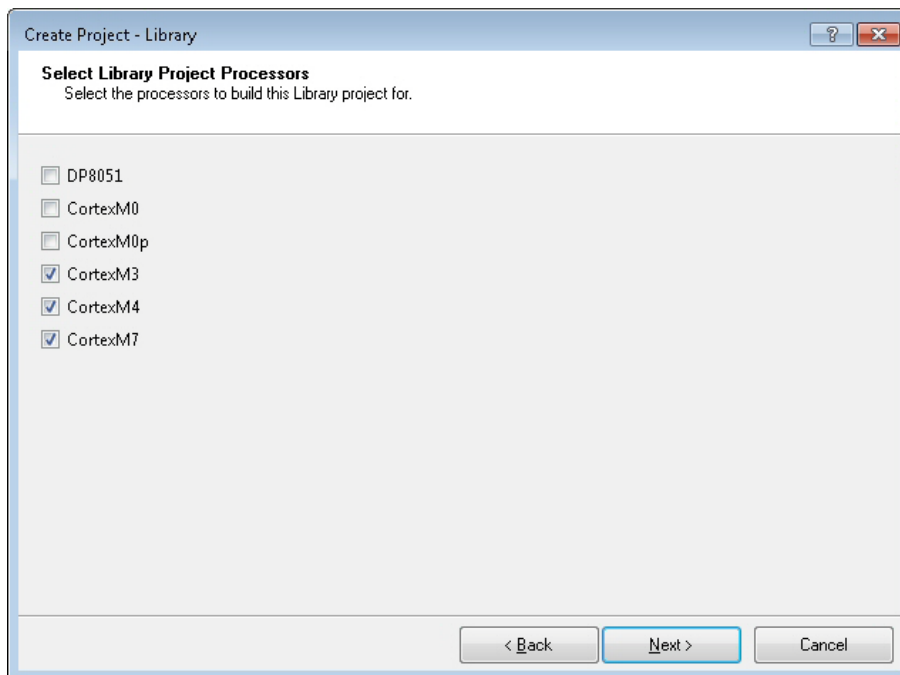 Create Project - Library
?
Select Library Project Processors
Select the processors to build this Library project for.
DP8051
CortexM0
CortexM0p
CortexM3
CortexM4
CortexM7
< Back
Next >
Cancel